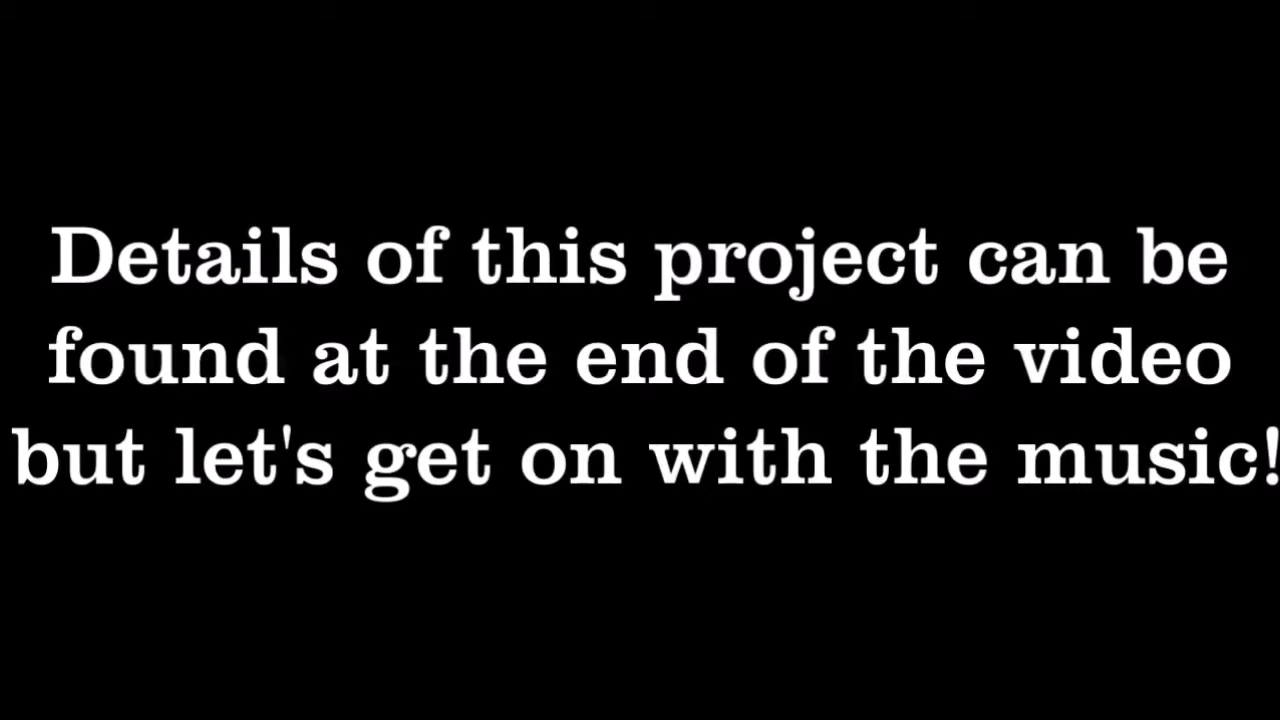 Details of this project can be
found at the end of the video
but let's get on with the music!